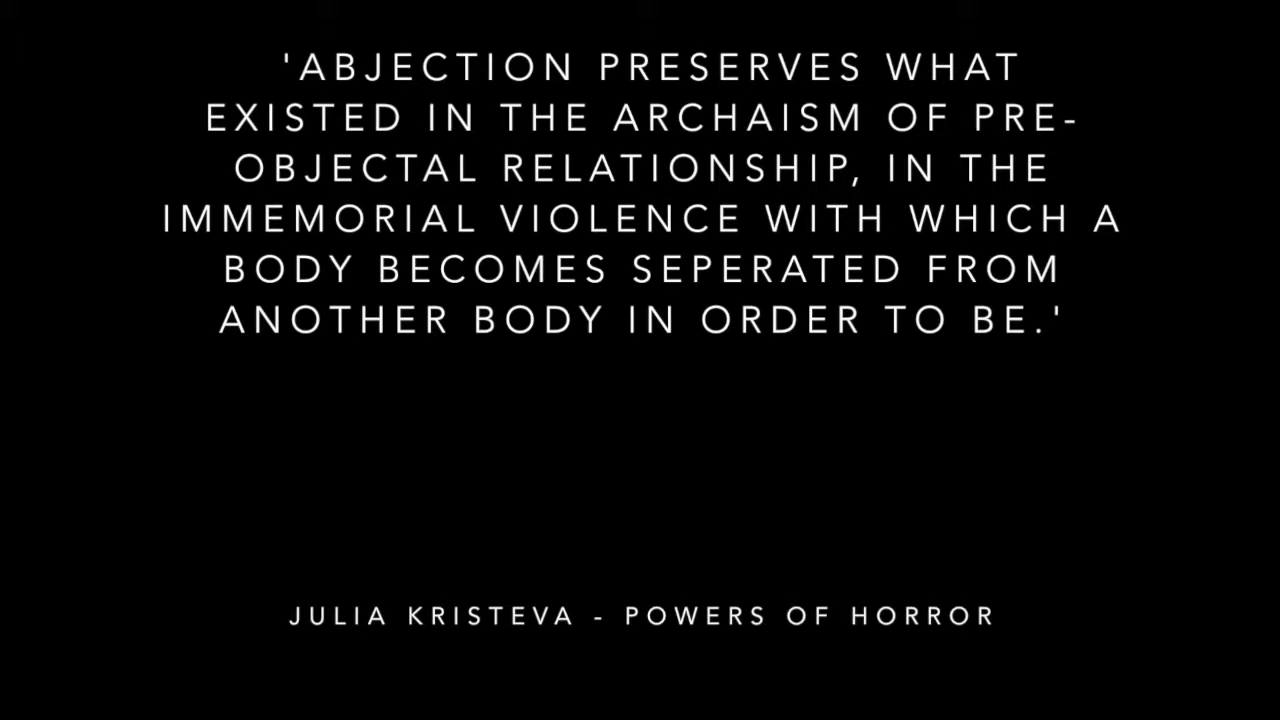 'ABJECTION PRESERVES WHAT
EXISTED IN THE ARCHAISM OF PRE-
OBJECTAL RELATIONSHIP, IN THE
IMMEMORIAL VIOLENCE WITH WHICH A
BODY BECOMES SEPERATED FROM
ANOTHER BODY IN ORDER TO BE.'
JULIA KRISTEVA - POWERS OF HORROR